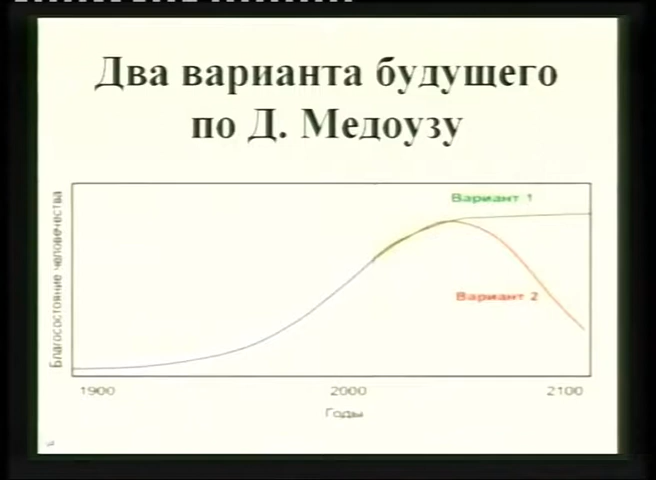 Два варианта будущего
по Д. Медоузу
Вариант 1
Благосостояние человечества
Вариант 2
1900 2000 2100
Годы